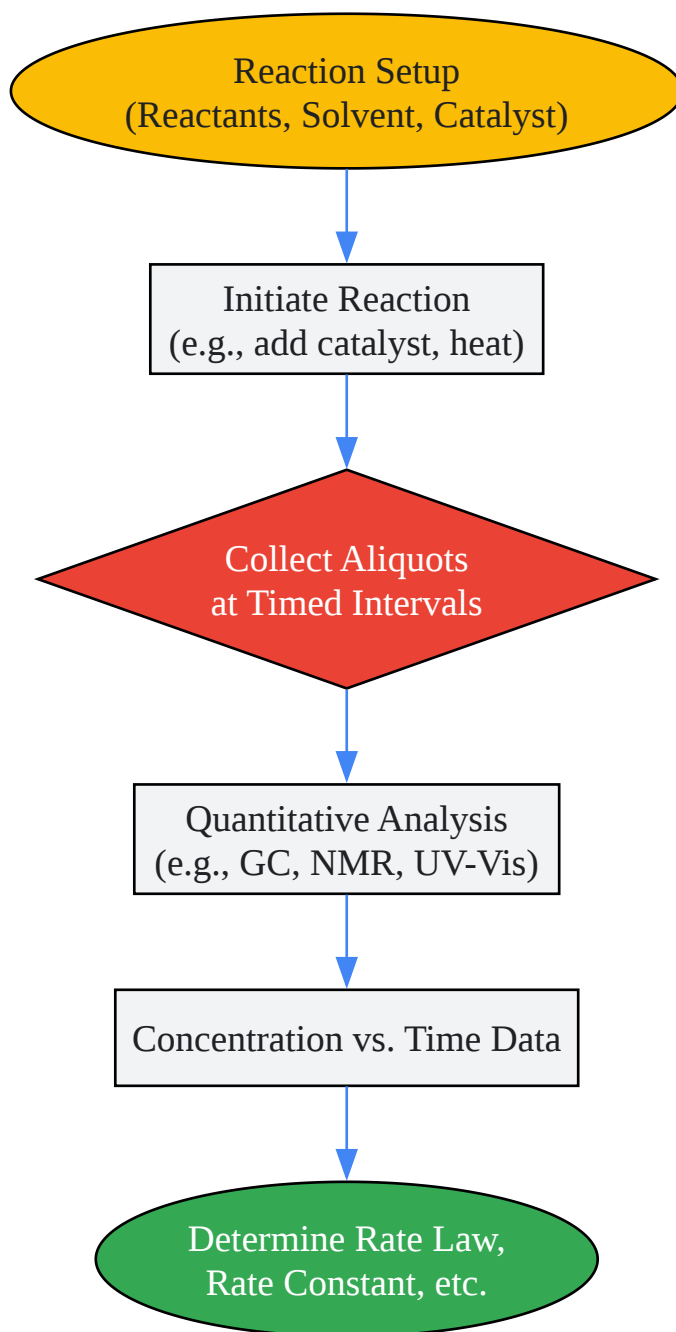 Reaction Setup
(Reactants, Solvent, Catalyst)
Initiate Reaction
(e.g., add catalyst, heat)
Collect Aliquots
at Timed Intervals
Quantitative Analysis
(e.g., GC, NMR, UV-Vis)
Concentration vs. Time Data
Determine Rate Law,
Rate Constant, etc.